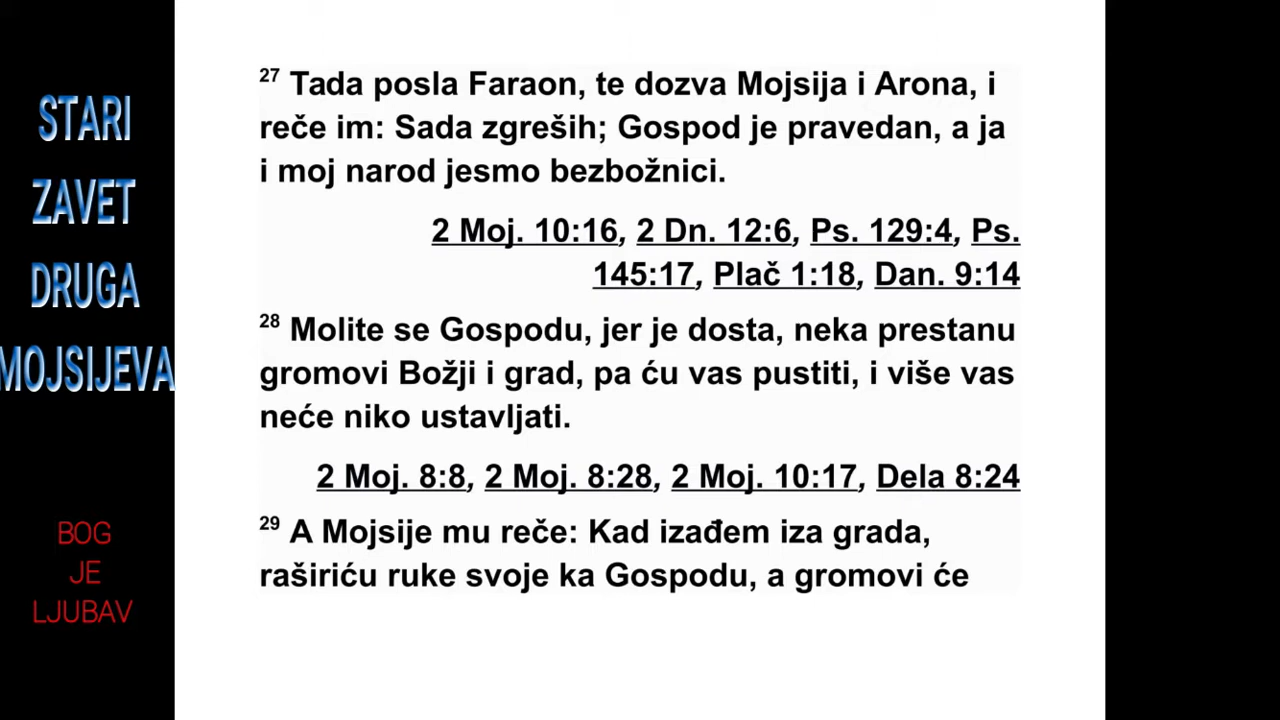 STARI
ZAVET
DRUGA
MOJSIJEVA
BOG
JE
LJUBAV
27 Tada posla Faraon, te dozva Mojsija i Arona, i
reče im: Sada zgreših; Gospod je pravedan, a ja
i moj narod jesmo bezbožnici.
2 Moj. 10:16, 2 Dn. 12:6, Ps. 129:4, Ps.
145:17, Plač 1:18, Dan. 9:14
28 Molite se Gospodu, jer je dosta, neka prestanu
gromovi Božji i grad, pa ću vas pustiti, i više vas
neće niko ustavljati.
2 Moj. 8:8, 2 Moj. 8:28, 2 Moj. 10:17, Dela 8:24
29 A Mojsije mu reče: Kad izađem iza grada,
raširiću ruke svoje ka Gospodu, a gromovi će